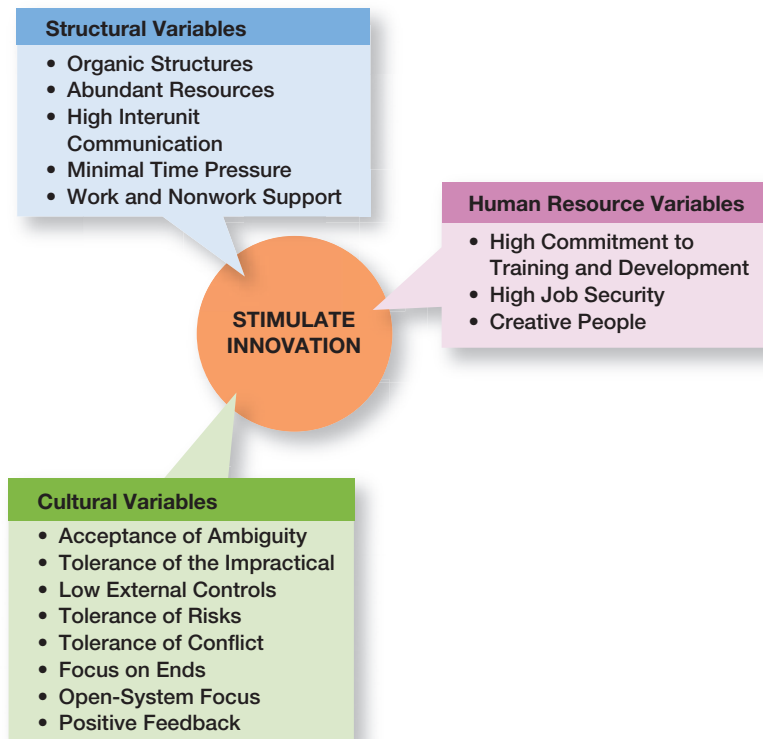 Structural Variables
• Organic Structures
• Abundant Resources
• High Interunit
Communication
• Minimal Time Pressure
• Work and Nonwork Support
Human Resource Variables
• High Commitment to
Training and Development
• High Job Security
• Creative People
STIMULATE
INNOVATION
Cultural Variables
• Acceptance of Ambiguity
• Tolerance of the Impractical
• Low External Controls
• Tolerance of Risks
• Tolerance of Conflict
• Focus on Ends
• Open-System Focus
• Positive Feedback